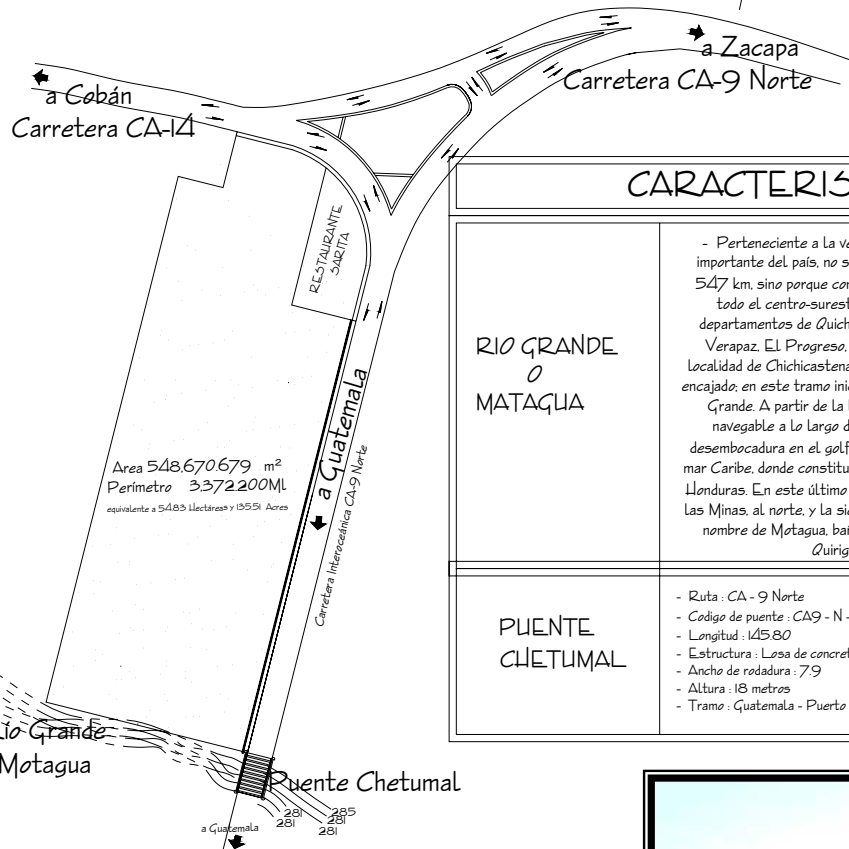 a Zacapa
Carretera CA-9 Norte
a Cobán
Carretera CA-14
RESTAURANTE
SARITA
a Guatemala
Carretera Interoceánica CA-9 Norte
Area 548,670.679 m²
Perímetro 3,372.200Ml
equivalente a 54.83 Hectáreas y 135.51 Acres
Río Grande
Motagua
Puente Chetumal
281
281
285
281
281
a Guatemala
CARACTERIS
RIO GRANDE
O
MATAGUA
- Perteneciente a la ve
importante del país, no s
547 km, sino porque con
todo el centro-surest
departamentos de Quich
Verapaz, El Progreso,
localidad de Chichicastena
encajado; en este tramo inic
Grande. A partir de la
navegable a lo largo d
desembocadura en el golf
mar Caribe, donde constitu
Honduras. En este último
las Minas, al norte, y la sie
nombre de Motagua, bai
Quirig
PUENTE
CHETUMAL
- Ruta : CA - 9 Norte
- Codigo de puente : CA9 - N -
- Longitud : 145.80
- Estructura : Losa de concret
- Ancho de rodadura : 7.9
- Altura : 18 metros
- Tramo : Guatemala - Puerto